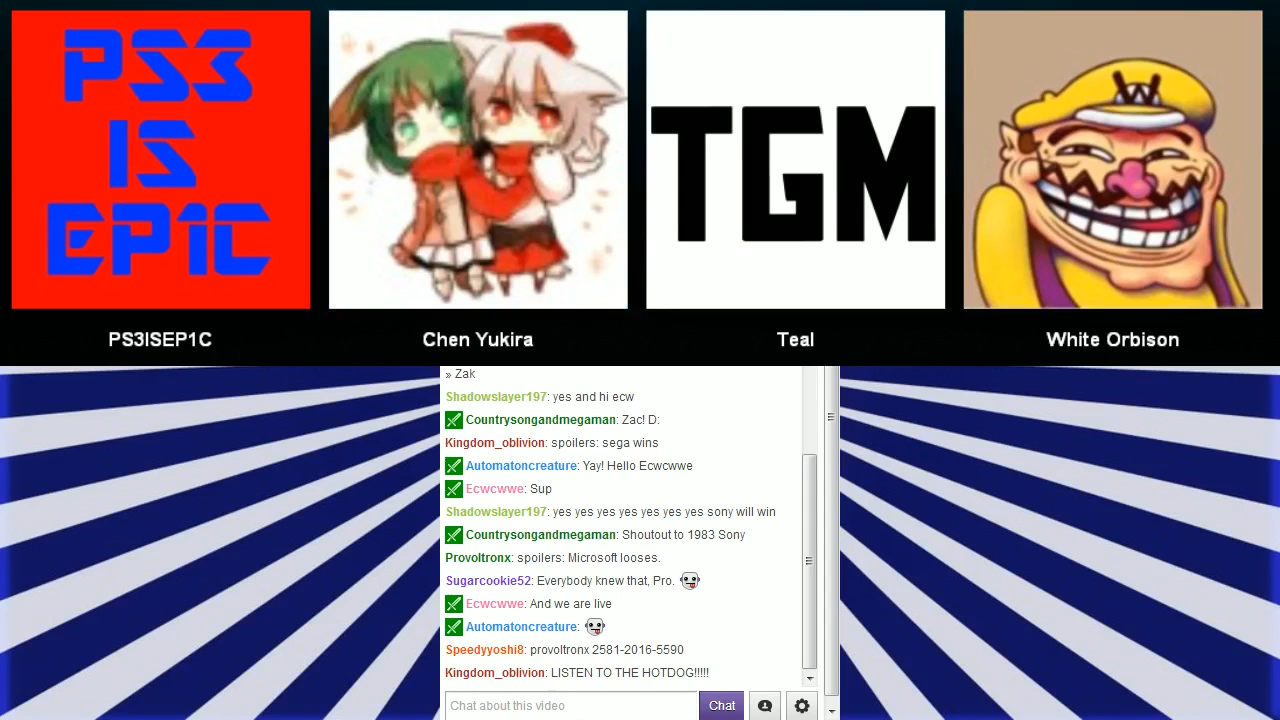 PS3
IS
EP1C
TGM
W
PS3ISEP1C
Chen Yukira
Teal
White Orbison
» Zak
Shadowslayer197: yes and hi ecw
Countrysongandmegaman: Zac! D:
Kingdom_oblivion: spoilers: sega wins
Automatoncreature: Yay! Hello Ecwcwwe
Ecwcwwe: Sup
Shadowslayer197: yes yes yes yes yes yes yes sony will win
Countrysongandmegaman: Shoutout to 1983 Sony
Provoltronx: spoilers: Microsoft looses.
Sugarcookie52: Everybody knew that, Pro.
Ecwcwwe: And we are live
Automatoncreature:
Speedyyoshi8: provoltronx 2581-2016-5590
Kingdom_oblivion: LISTEN TO THE HOTDOG!!!!!
Chat about this video
Chat